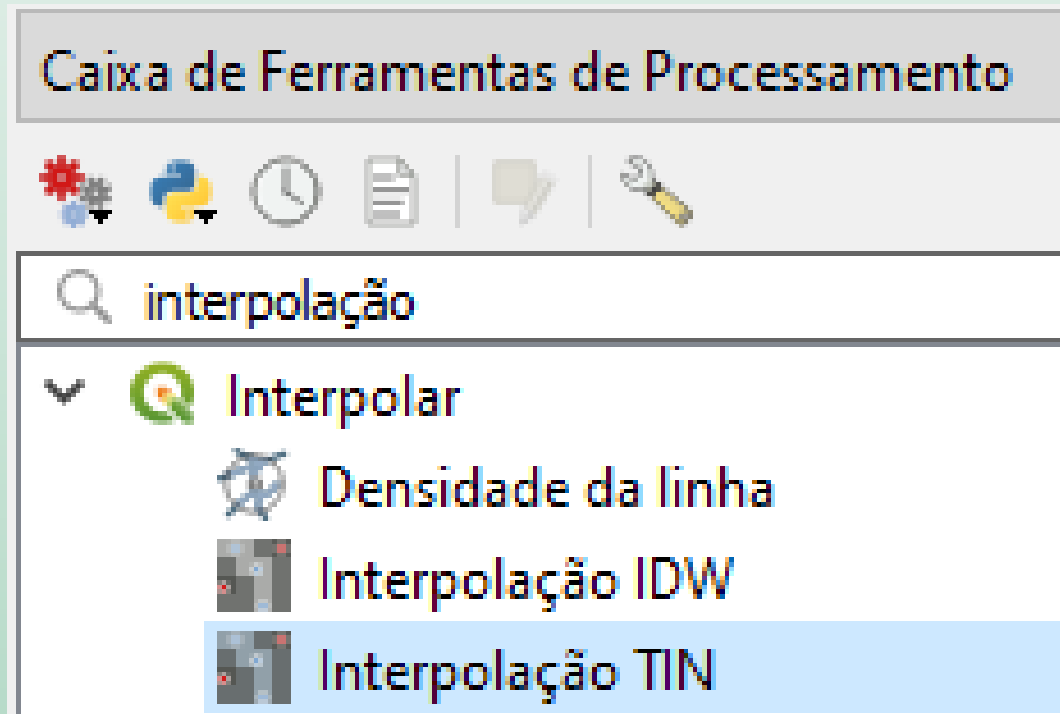 Caixa de Ferramentas de Processamento
interpolação
Interpolar
Densidade da linha
Interpolação IDW
Interpolação TIN